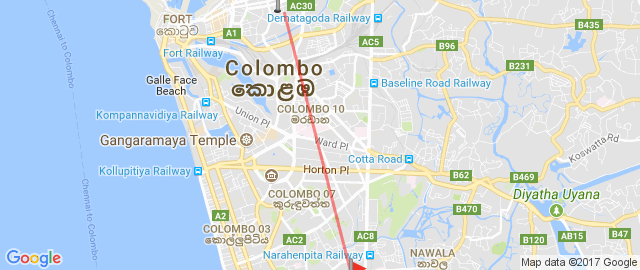 AC30
FORT
කොටුව
Dematagoda Railway
B435
A1
AC5
B96
Fort Railway
B231
Colombo
කොළඹ
Galle Face
Beach
Baseline Road Railway
Chennai to Colombo
COLOMBO 10
මරදාන
Kompannavidiya Railway
Union Pl
Gangaramaya Temple
Ward Pl
Koswatta Rd
Cotta Road
Kollupitiya Railway
Horton Pl
B62
B469
COLOMBO 07
කුරුඳුවත්ත
Diyatha Uyana
Chennai to Colombo
A2
B470
COLOMBO 03
කොල්ලුපිටිය
AC2
AC8
B120
AB15
B47
Narahenpita Railway
NAWALA
නාවල
Google
Map data ©2017 Google